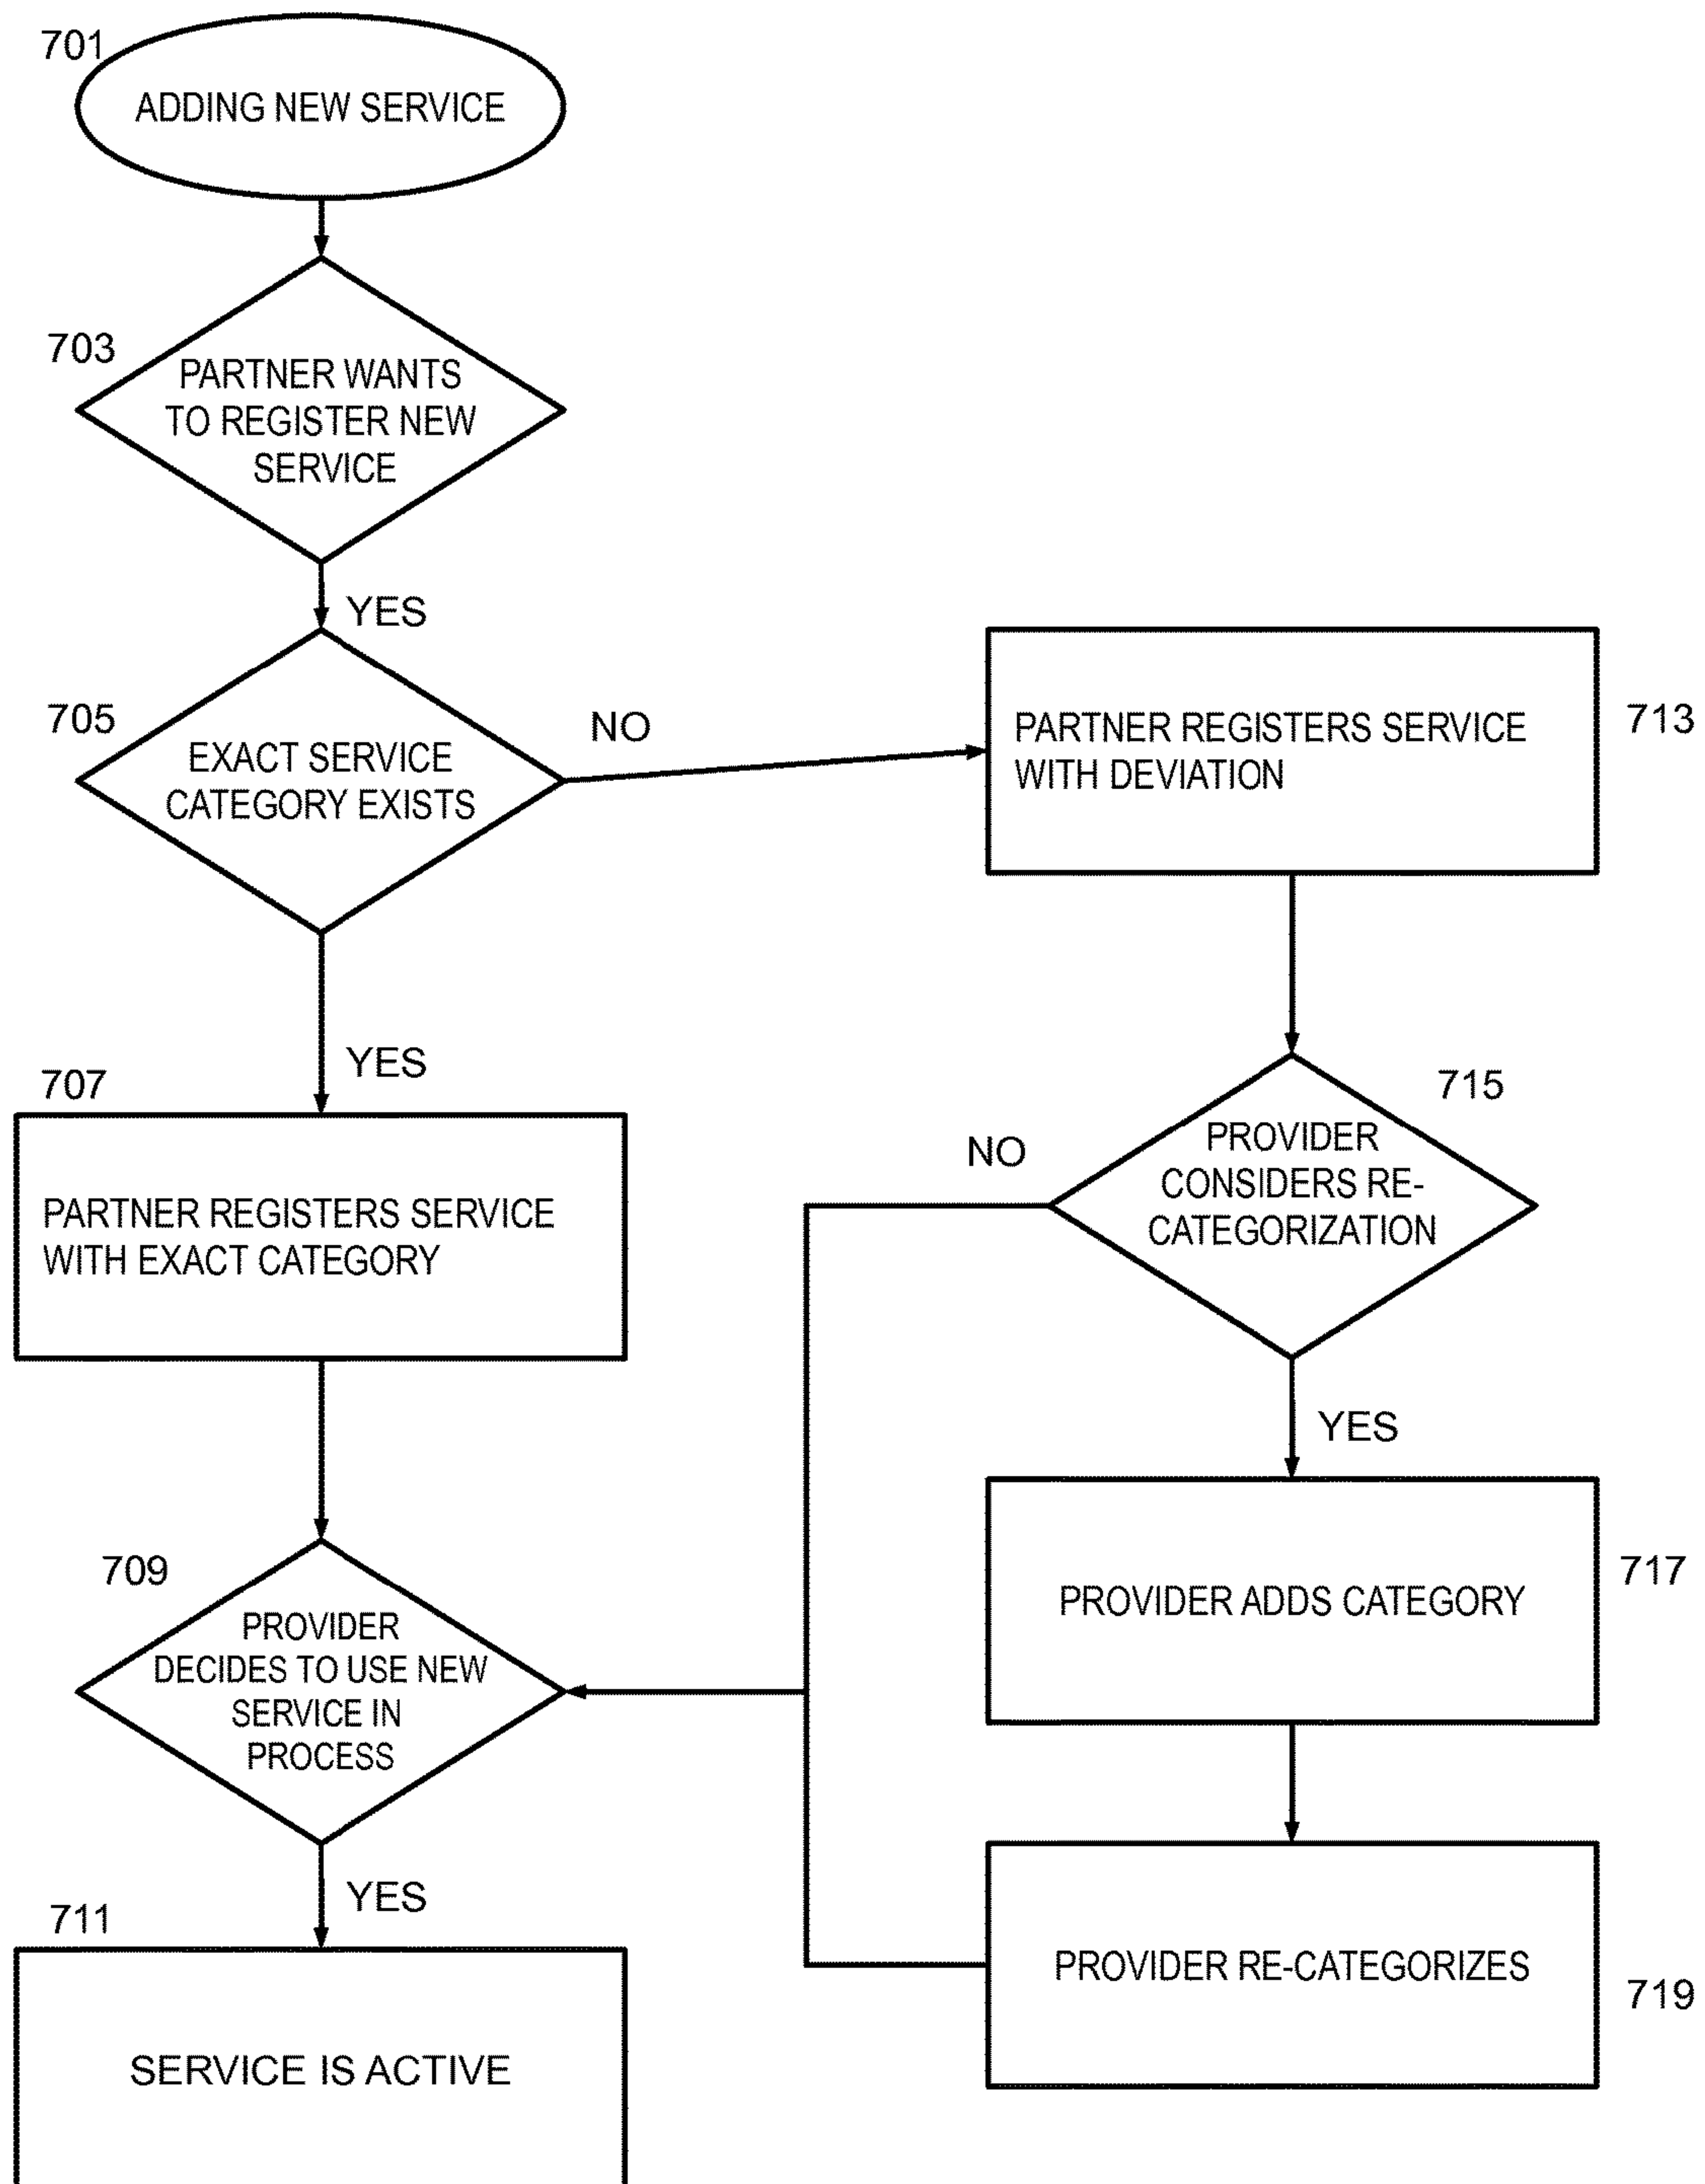 701
ADDING NEW SERVICE
703
PARTNER WANTS
TO REGISTER NEW
SERVICE
YES
705
EXACT SERVICE
CATEGORY EXISTS
NO
PARTNER REGISTERS SERVICE
WITH DEVIATION
713
YES
707
PARTNER REGISTERS SERVICE
WITH EXACT CATEGORY
715
PROVIDER
CONSIDERS RE-
CATEGORIZATION
NO
YES
709
PROVIDER
DECIDES TO USE NEW
SERVICE IN
PROCESS
PROVIDER ADDS CATEGORY
717
YES
711
SERVICE IS ACTIVE
PROVIDER RE-CATEGORIZES
719